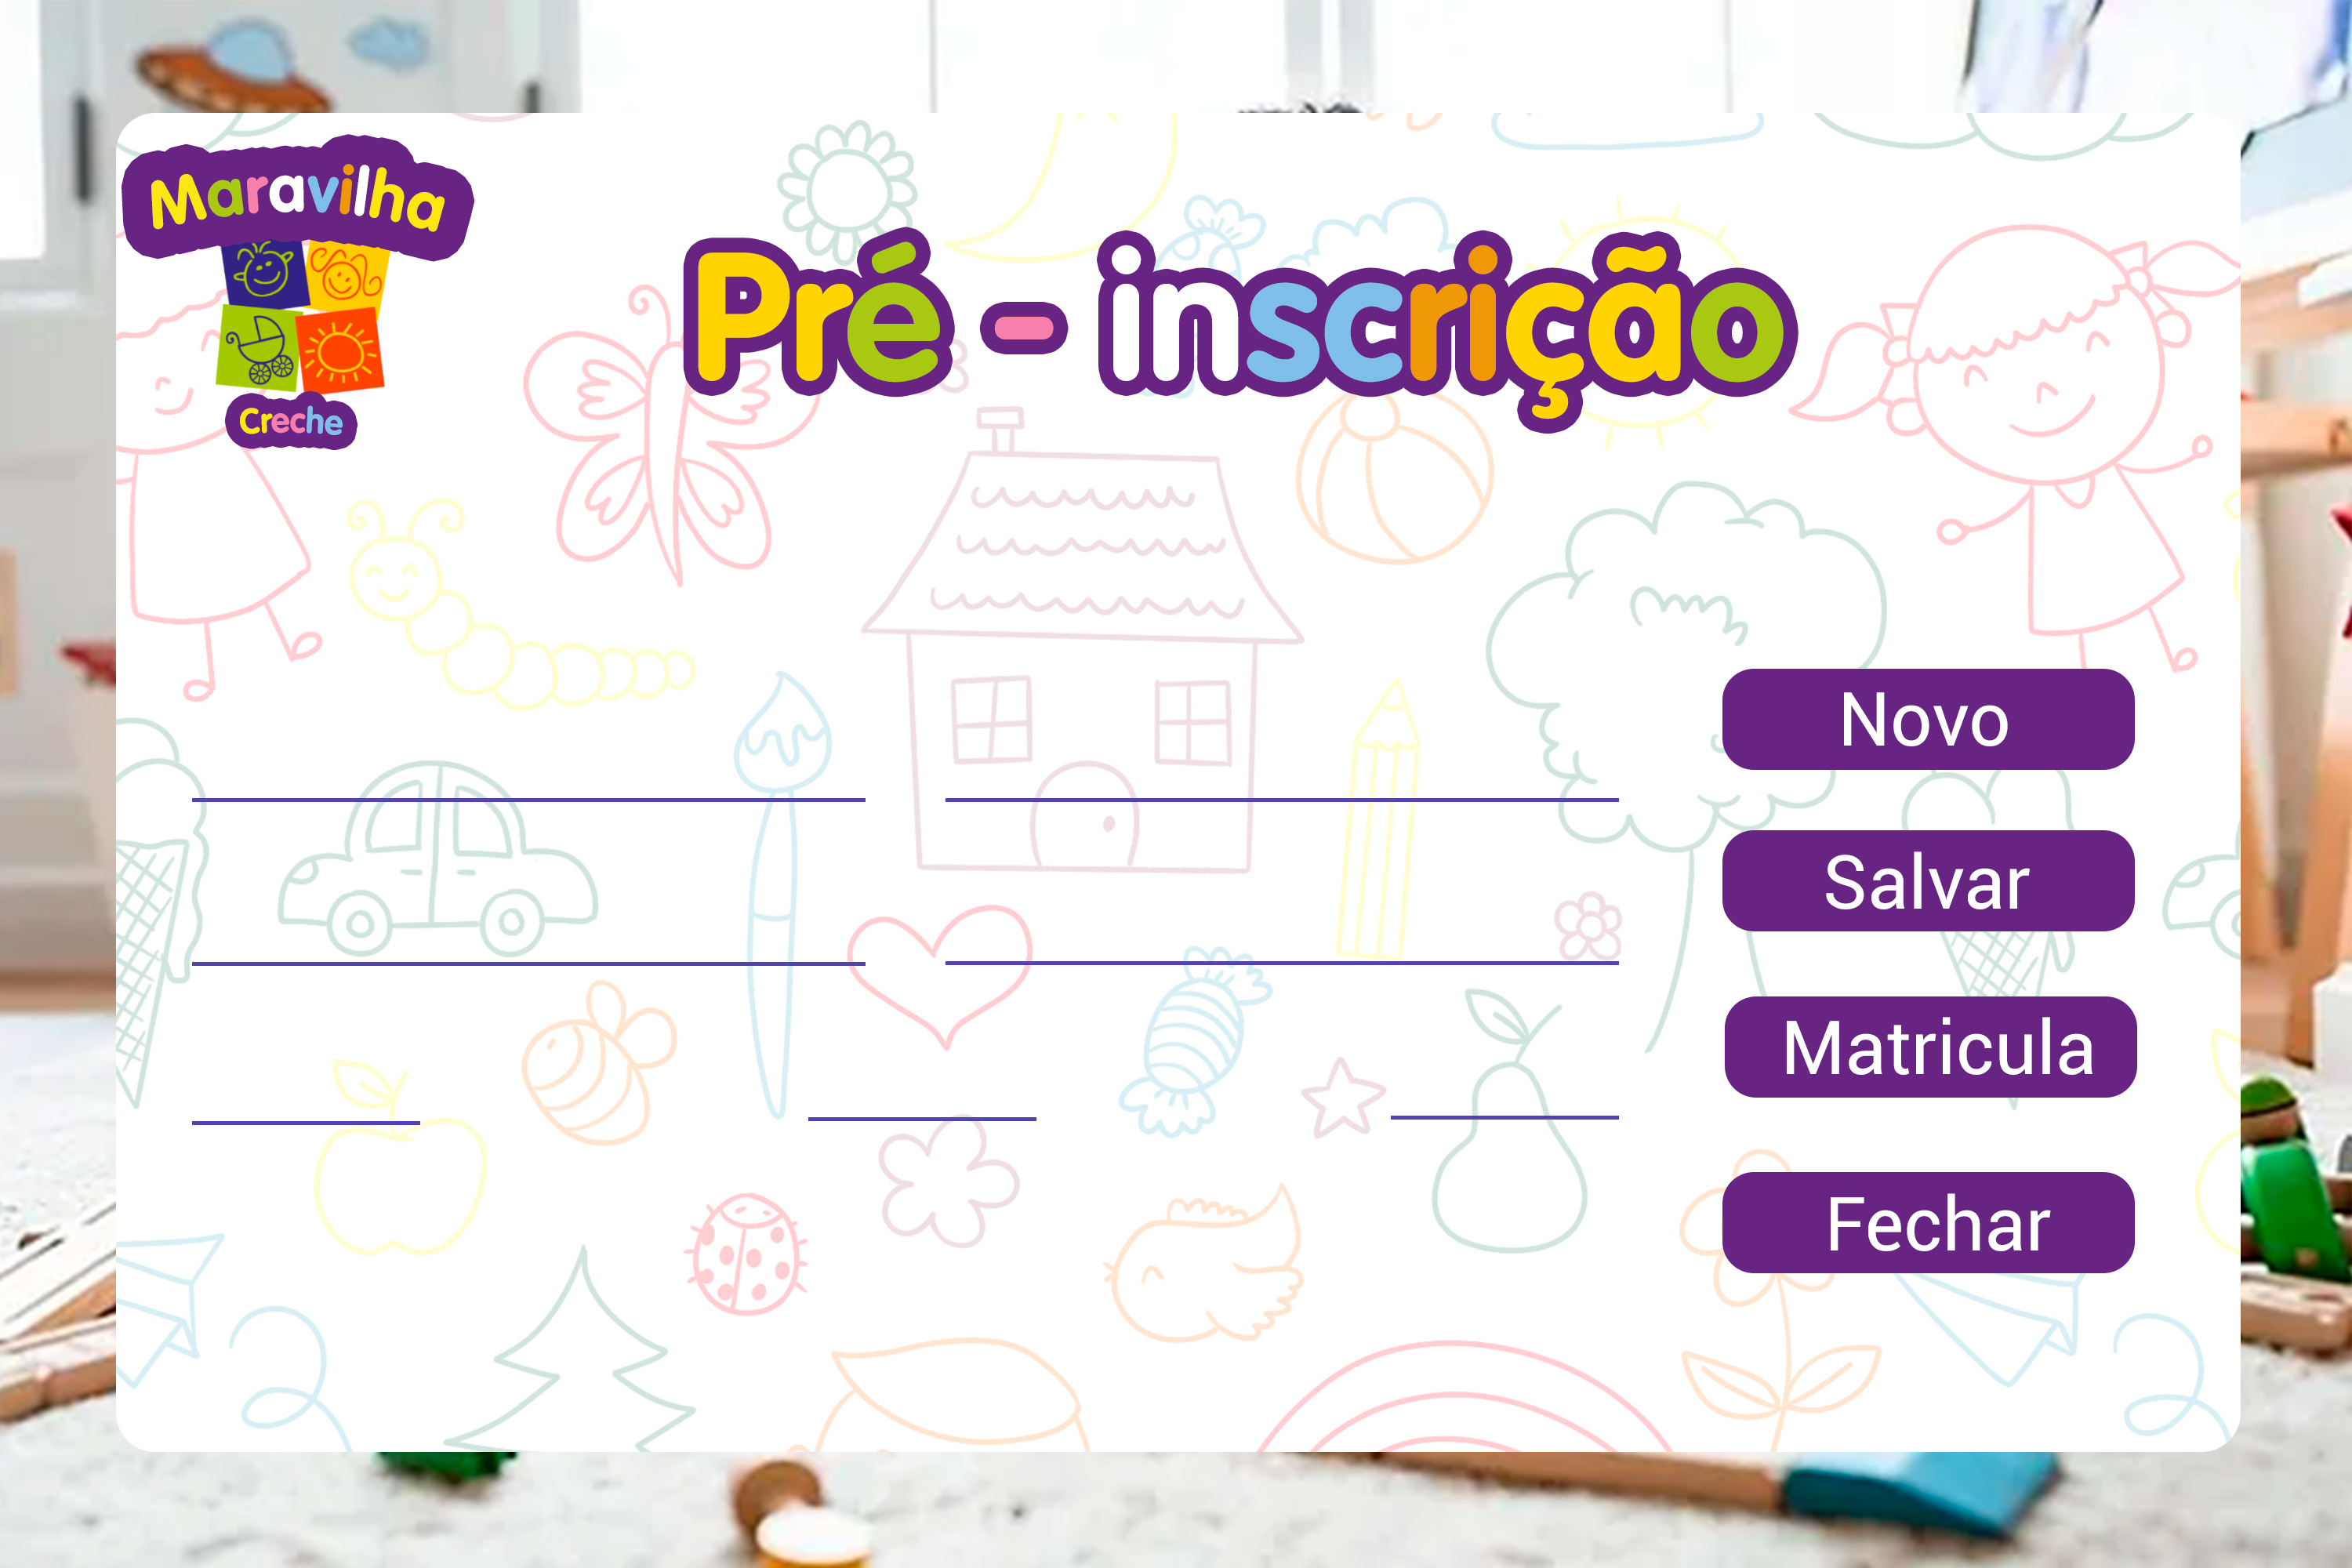 Maravilha
Creche
Pré - inscrição
Novo
Salvar
Matricula
Fechar